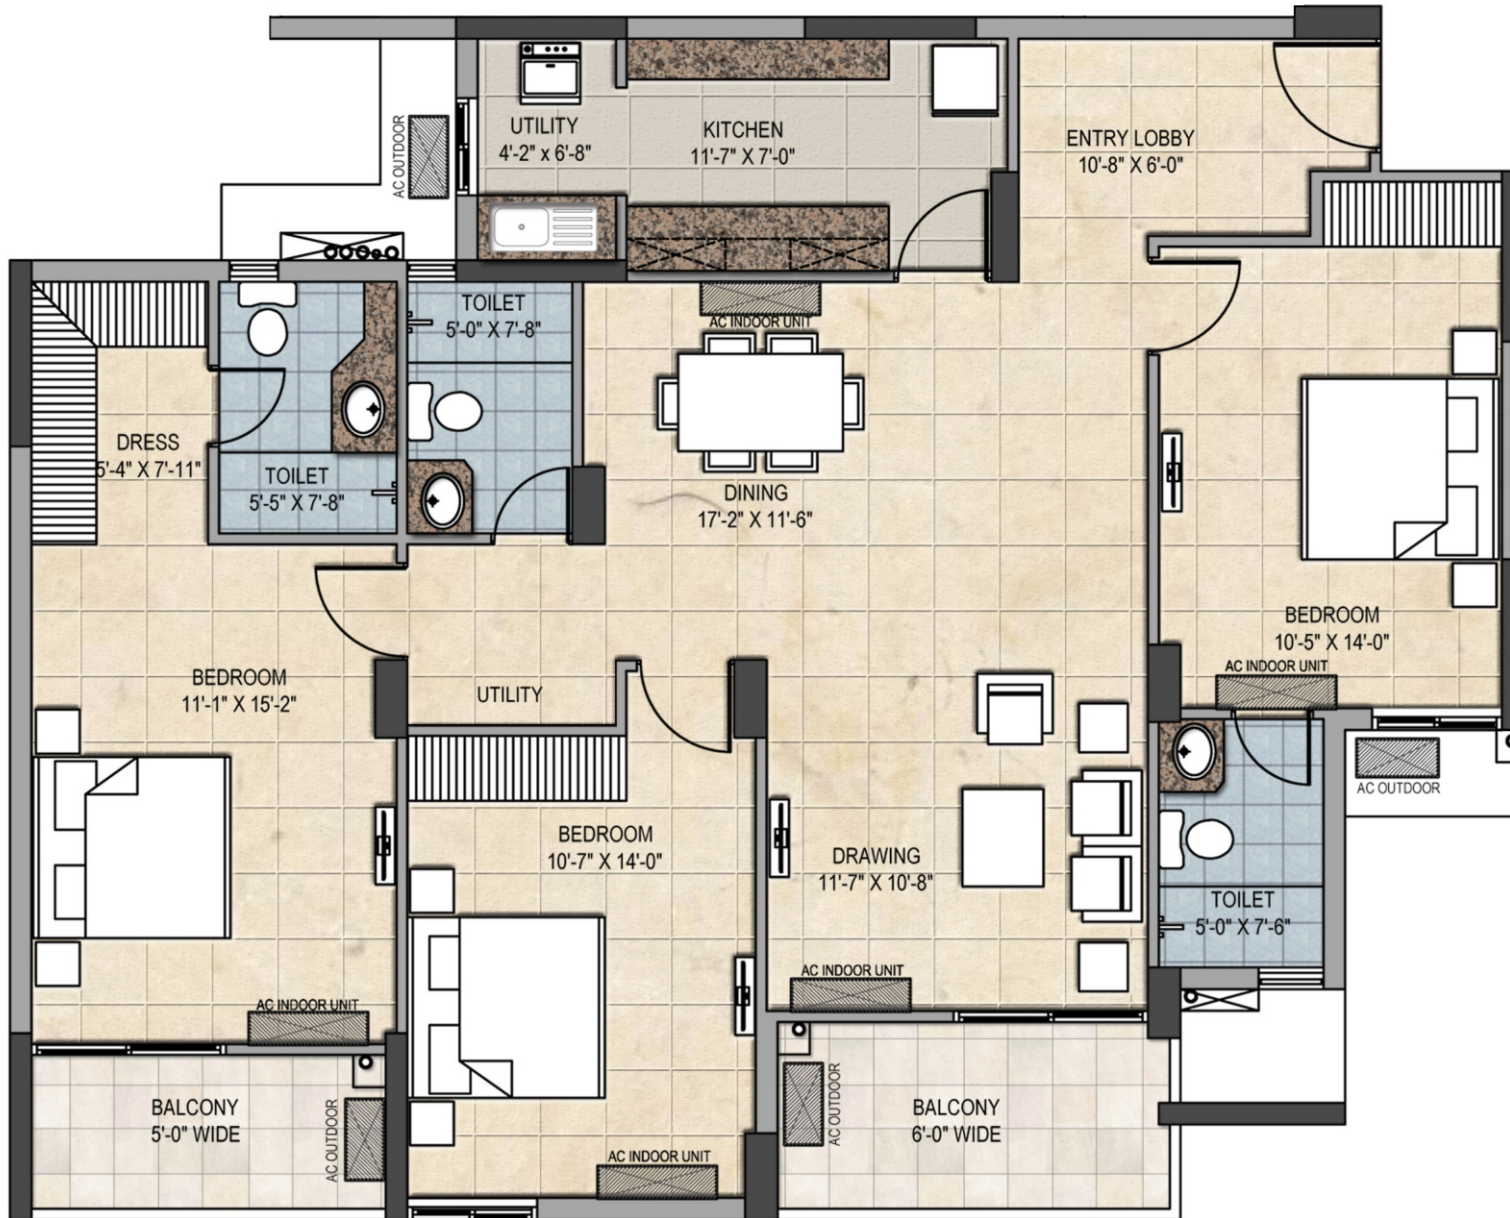 UTILITY
4'-2" x 6'-8"
KITCHEN
11'-7" X 7'-0"
ENTRY LOBBY
10'-8" X 6'-0"
AC OUTDOOR
TOILET
5'-0" X 7'-8"
AC INDOOR UNIT
DRESS
5'-4" X 7'-11"
TOILET
5'-5" X 7'-8"
DINING
17'-2" X 11'-6"
BEDROOM
10'-5" X 14'-0"
AC INDOOR UNIT
BEDROOM
11'-1" X 15'-2"
UTILITY
AC OUTDOOR
BEDROOM
10'-7" X 14'-0"
DRAWING
11'-7" X 10'-8"
TOILET
5'-0" X 7'-6"
AC INDOOR UNIT
AC INDOOR UNIT
BALCONY
5'-0" WIDE
AC OUTDOOR
AC OUTDOOR
BALCONY
6'-0" WIDE
AC INDOOR UNIT